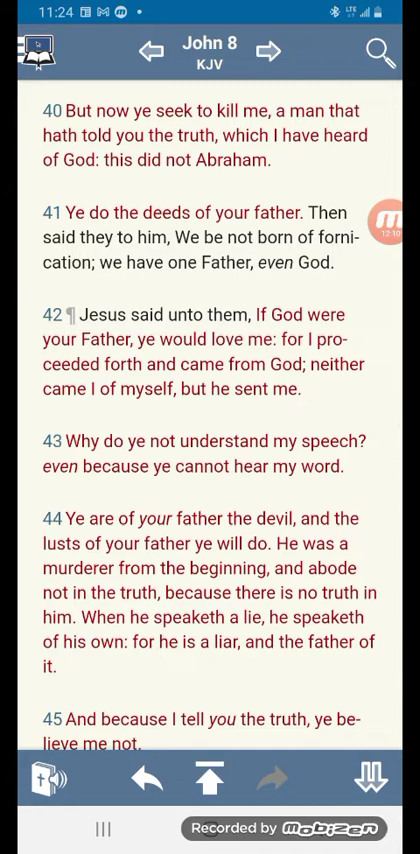 11:24
LTE
John 8
KJV
40 But now ye seek to kill me, a man that
hath told you the truth, which I have heard
of God: this did not Abraham.
41 Ye do the deeds of your father. Then
said they to him, We be not born of forni-
cation; we have one Father, even God.
12:10
42 ¶ Jesus said unto them, If God were
your Father, ye would love me: for I pro-
ceeded forth and came from God; neither
came I of myself, but he sent me.
43 Why do ye not understand my speech?
even because ye cannot hear my word.
44 Ye are of your father the devil, and the
lusts of your father ye will do. He was a
murderer from the beginning, and abode
not in the truth, because there is no truth in
him. When he speaketh a lie, he speaketh
of his own: for he is a liar, and the father of
it.
45 And because I tell you the truth, ye be-
lieve me not.
Recorded by mobizen